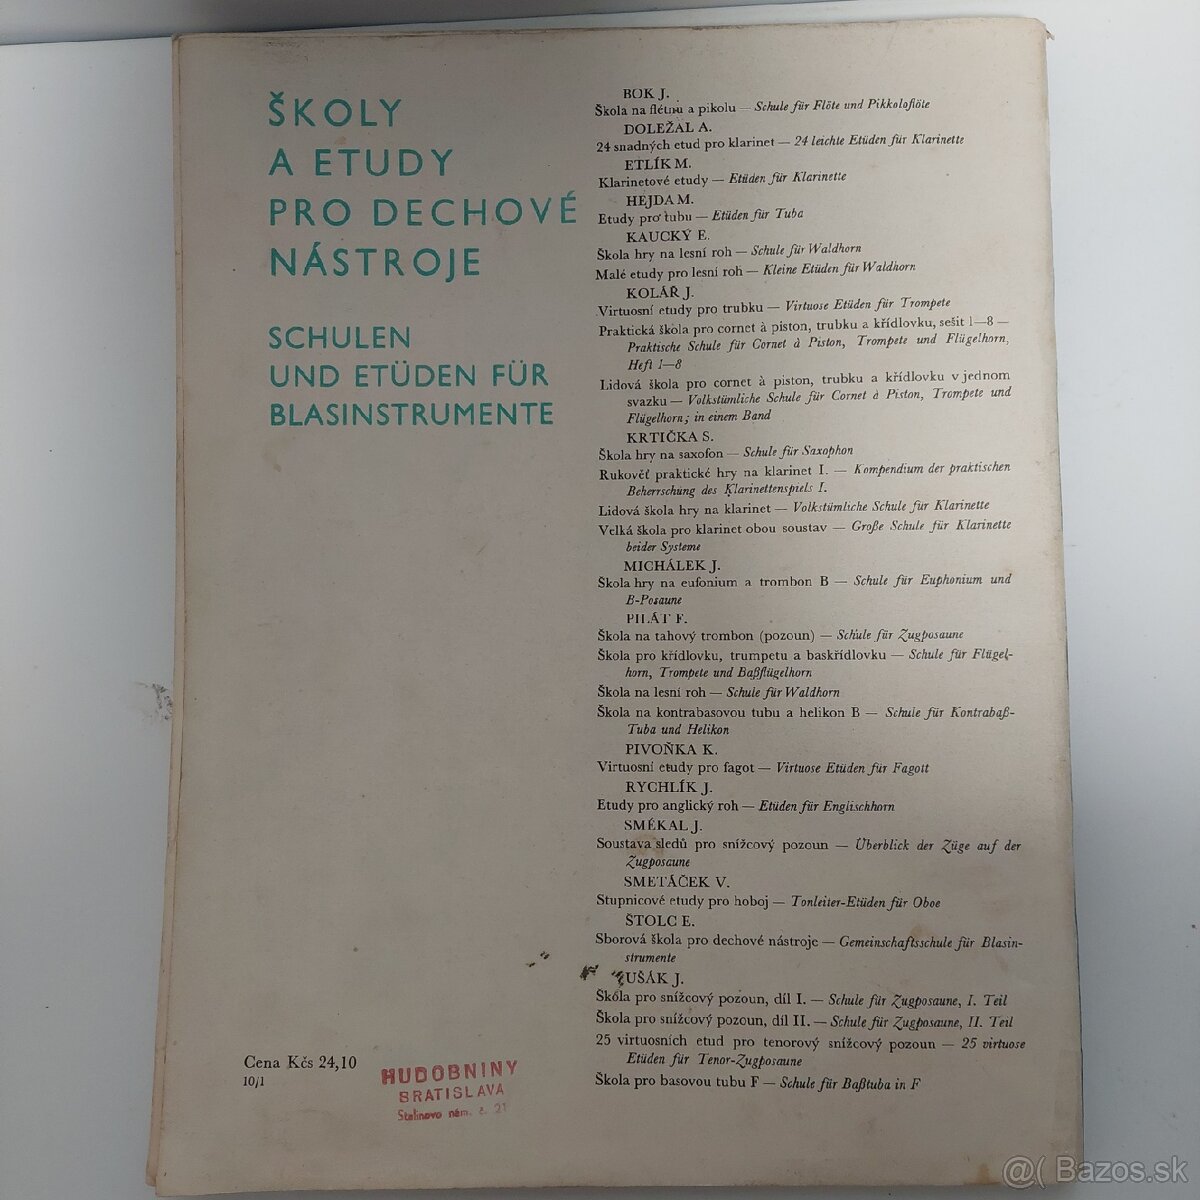 ŠKOLY
A ETUDY
PRO DECHOVÉ
NÁSTROJE
SCHULEN
UND ETÜDEN FÜR
BLASINSTRUMENTE
BOK J.
Škola na flétnu a pikolu — Schule für Flöte und Pikkoloflöte
DOLEŽAL A.
24 snadných etud pro klarinet — 24 leichte Etüden für Klarinette
ETLÍK M.
Klarinetové etudy — Etüden für Klarinette
HEJDA M.
Etudy pro tubu — Etüden für Tuba
KAUCKÝ E.
Škola hry na lesní roh — Schule für Waldhorn
Malé etudy pro lesní roh — Kleine Etüden für Waldhorn
KOLÁŘ J.
Virtuosní etudy pro trubku — Virtuose Etüden für Trompete
Praktická škola pro cornet à piston, trubku a křídlovku, sešit 1—8 —
Praktische Schule für Cornet à Piston, Trompete und Flügelhorn,
Heft 1—8
Lidová škola pro cornet à piston, trubku a křídlovku v jednom
svazku — Volkstümliche Schule für Cornet à Piston, Trompete und
Flügelhorn; in einem Band
KRTIČKA S.
Škola hry na saxofon — Schule für Saxophon
Rukověť praktické hry na klarinet I. — Kompendium der praktischen
Beherrschung des Klarinettenspiels I.
Lidová škola hry na klarinet — Volkstümliche Schule für Klarinette
Velká škola pro klarinet obou soustav — Große Schule für Klarinette
beider Systeme
MICHÁLEK J.
Škola hry na eufonium a trombon B — Schule für Euphonium und
B-Posaune
PILÁT F.
Škola na tahový trombon (pozoun) — Schule für Zugposaune
Škola pro křídlovku, trumpetu a baskřídlovku — Schule für Flügel-
horn, Trompete und Baßflügelhorn
Škola na lesní roh — Schule für Waldhorn
Škola na kontrabasovou tubu a helikon B — Schule für Kontrabaß-
Tuba und Helikon
PIVOŇKA K.
Virtuosní etudy pro fagot — Virtuose Etüden für Fagott
RYCHLÍK J.
Etudy pro anglický roh — Etüden für Englischhorn
SMÉKAL J.
Soustava sledů pro snížcový pozoun — Überblick der Züge auf der
Zugposaune
SMETÁČEK V.
Stupnicové etudy pro hoboj — Tonleiter-Etüden für Oboe
ŠTOLC E.
Sborová škola pro dechové nástroje — Gemeinschaftsschule für Blasin-
strumente
UŠÁK J.
Škola pro snížcový pozoun, díl I. — Schule für Zugposaune, I. Teil
Škola pro snížcový pozoun, díl II. — Schule für Zugposaune, II. Teil
25 virtuosních etud pro tenorový snížcový pozoun — 25 virtuose
Etüden für Tenor-Zugposaune
Škola pro basovou tubu F — Schule für Baßtuba in F
Cena Kčs 24,10
10/1
HUDOBNINY
BRATISLAVA
Stalinovo nám. č. 21
@( Bazos.sk